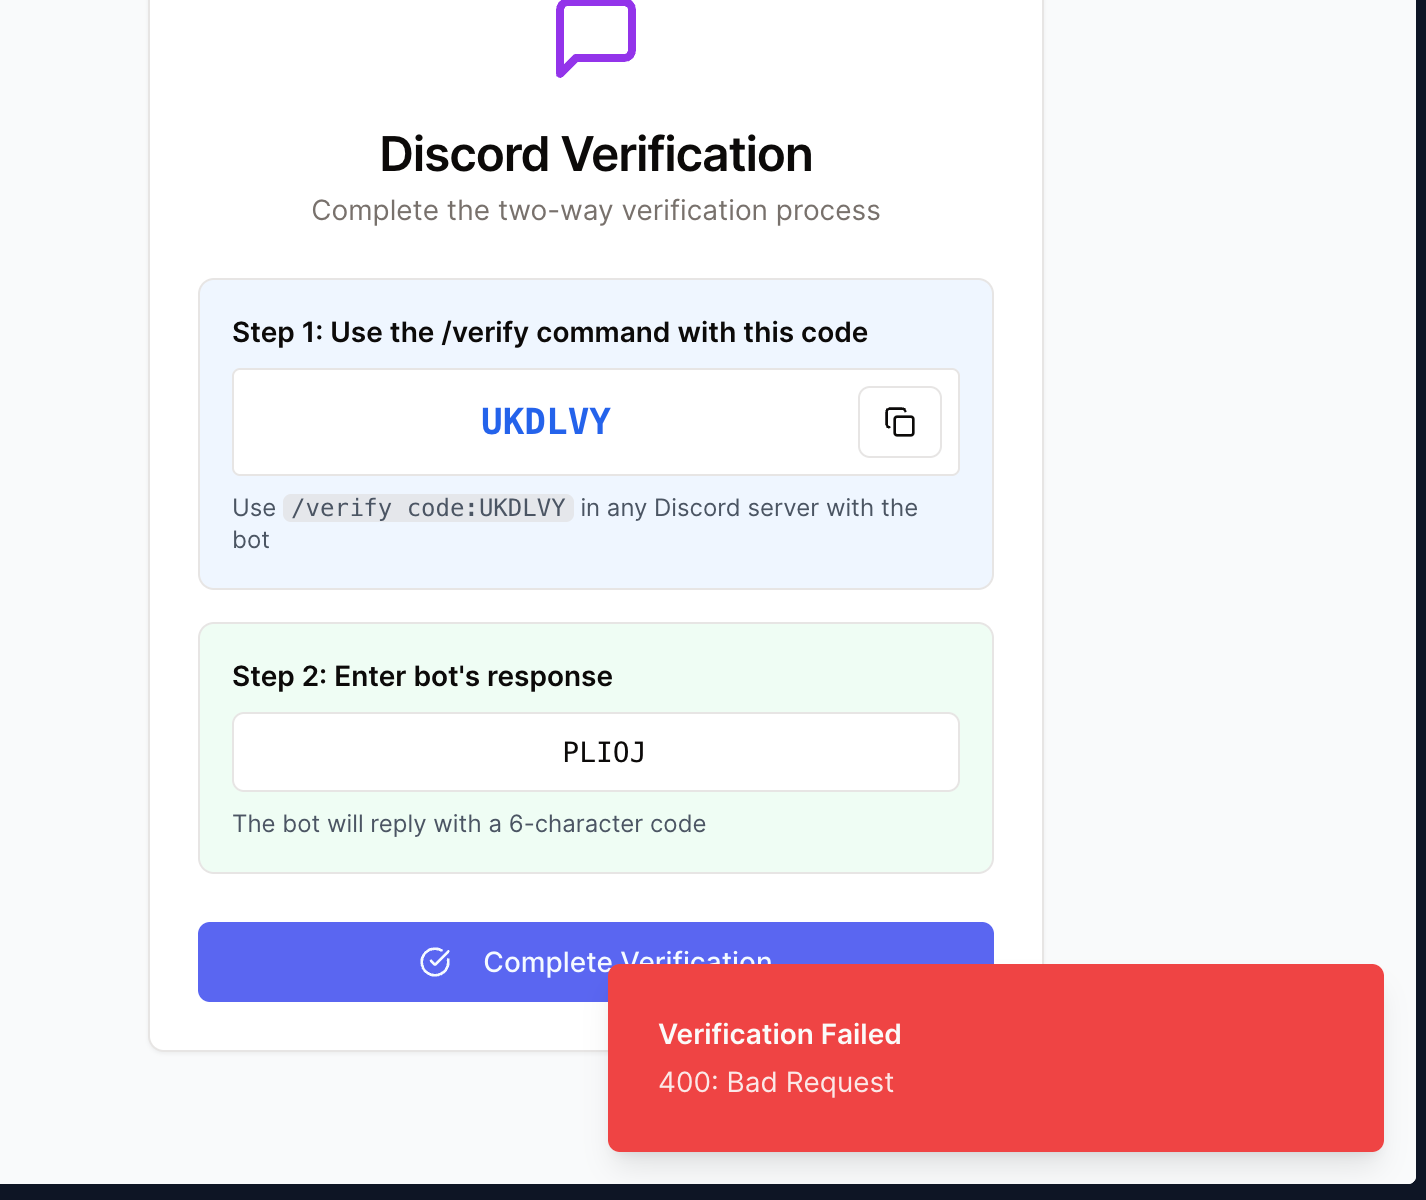 Discord Verification
Complete the two-way verification process
Step 1: Use the /verify command with this code
UKDLVY
Use /verify code:UKDLVY in any Discord server with the
bot
Step 2: Enter bot's response
PLIOJ
The bot will reply with a 6-character code
Complete Verification
Verification Failed
400: Bad Request